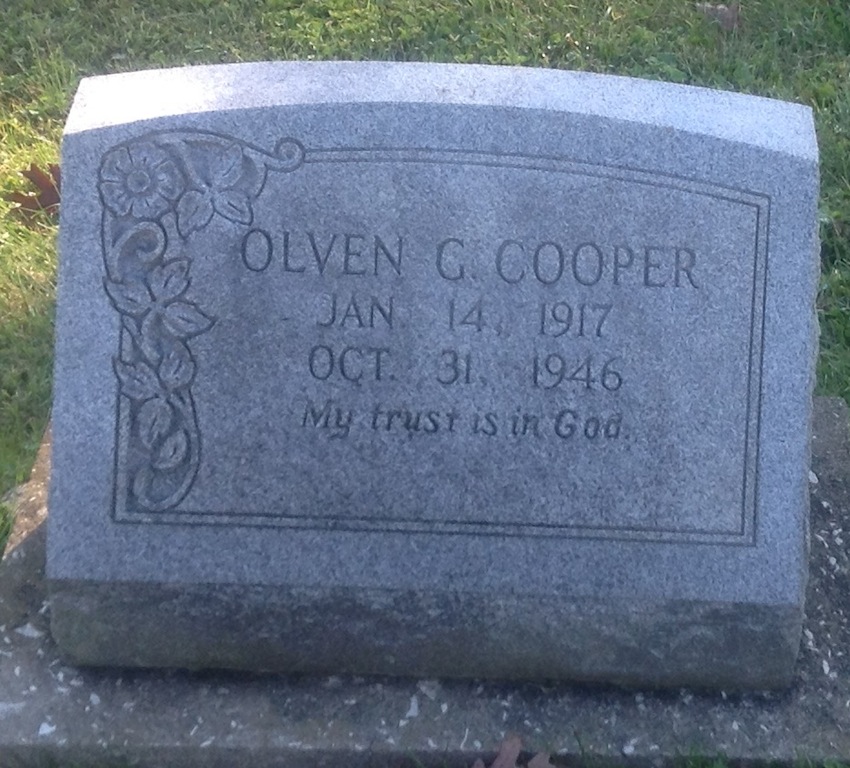 OLVEN G. COOPER
JAN. 14, 1917
OCT. 31, 1946
My trust is in God.